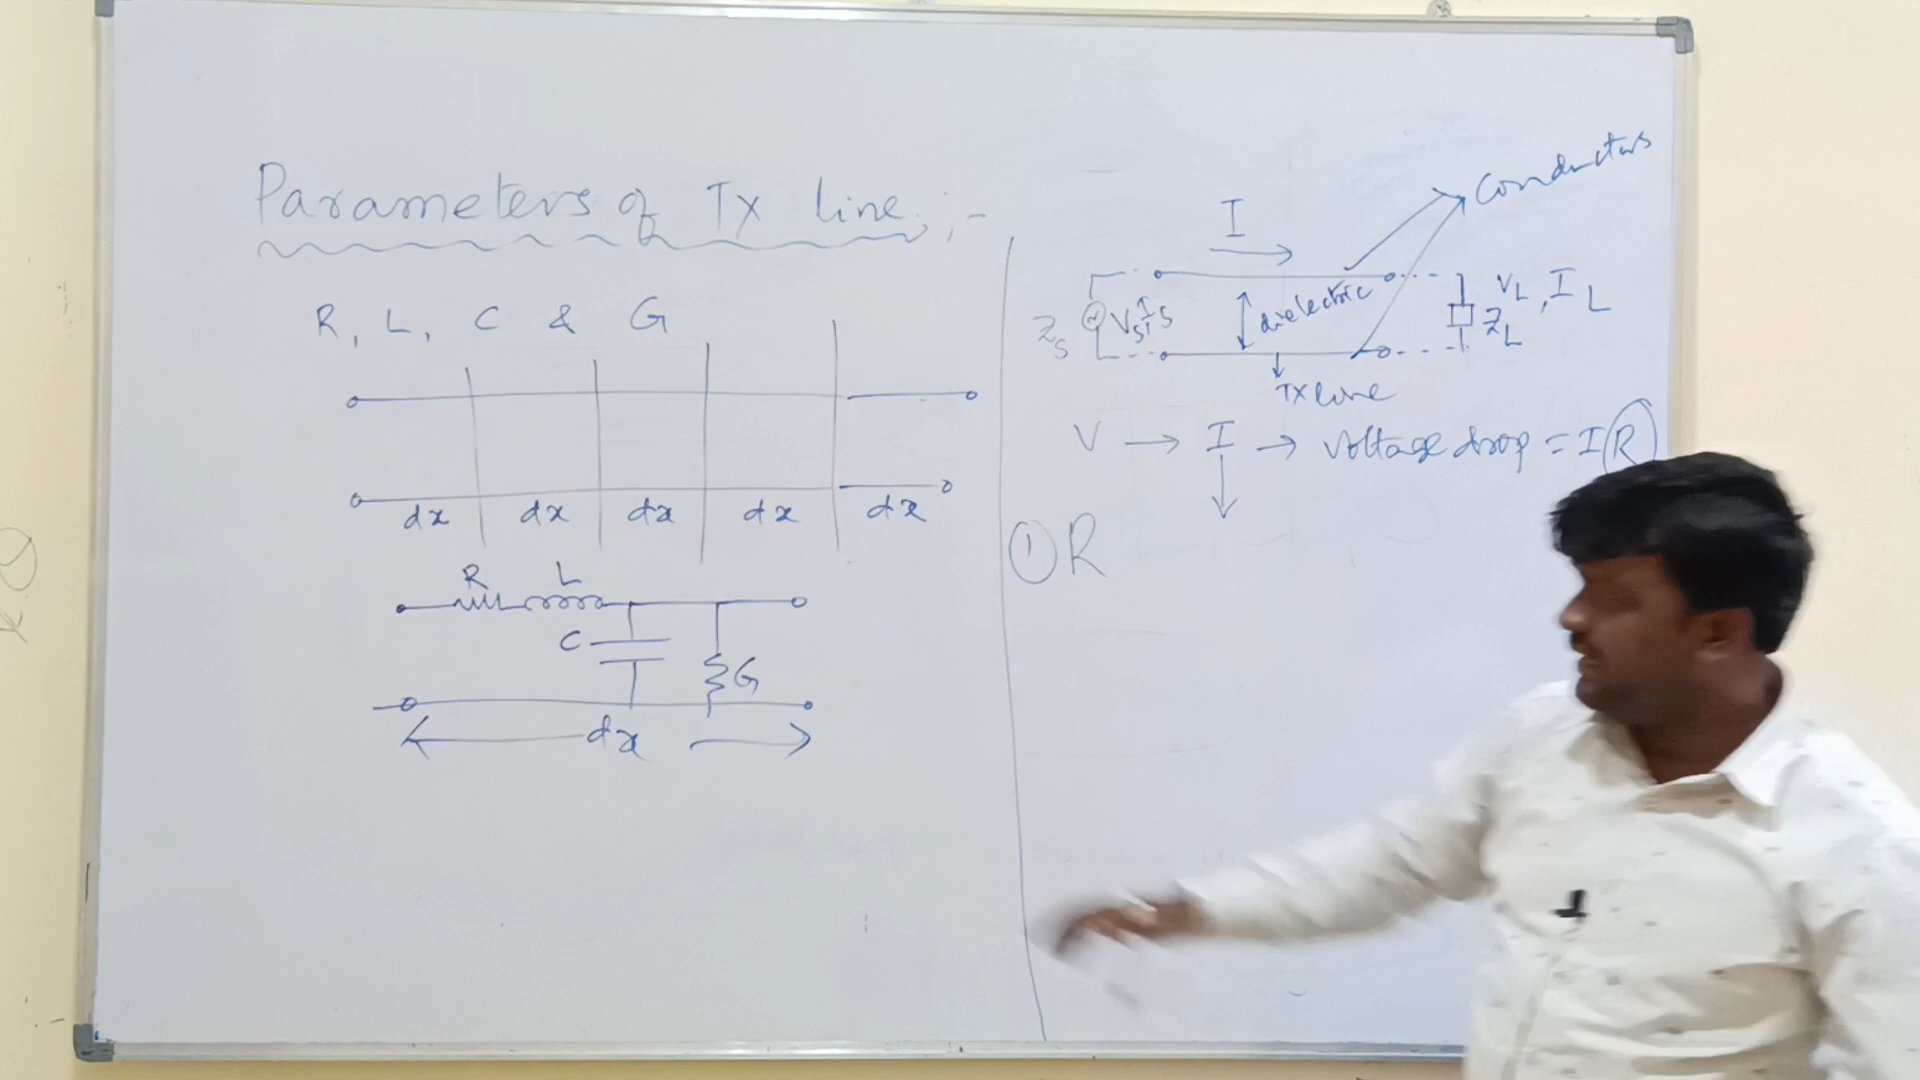 Parameters of Tx line :-
R, L, C & G
dx dx dx dx dx
R L
C
G
dx
Conductors
I
Zs Vs Is dielectric VL, IL
ZL
Tx line
V → I → Voltage drop = IR
① R